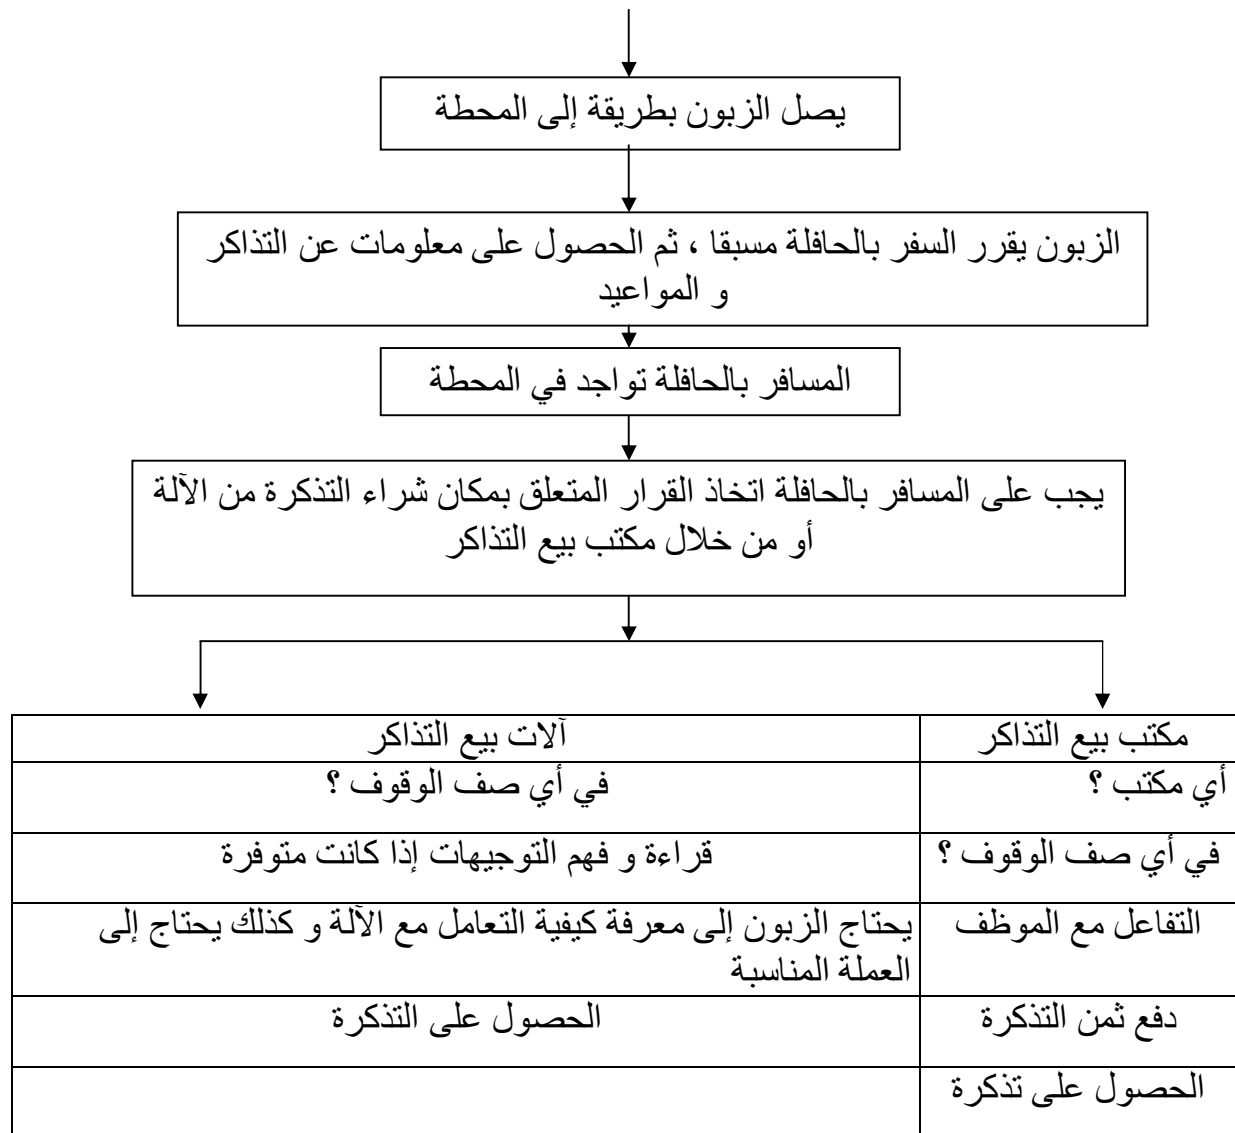 يصل الزبون بطريقة إلى المحطة
الزبون يقرر السفر بالحافلة مسبقا ، ثم الحصول على معلومات عن التذاكر
و المواعيد
المسافر بالحافلة تواجد في المحطة
يجب على المسافر بالحافلة اتخاذ القرار المتعلق بمكان شراء التذكرة من الآلة
أو من خلال مكتب بيع التذاكر
مكتب بيع التذاكر
آلات بيع التذاكر
أي مكتب ؟
في أي صف الوقوف ؟
في أي صف الوقوف ؟
قراءة و فهم التوجيهات إذا كانت متوفرة
التفاعل مع الموظف
يحتاج الزبون إلى معرفة كيفية التعامل مع الآلة و كذلك يحتاج إلى
العملة المناسبة
دفع ثمن التذكرة
الحصول على التذكرة
الحصول على تذكرة